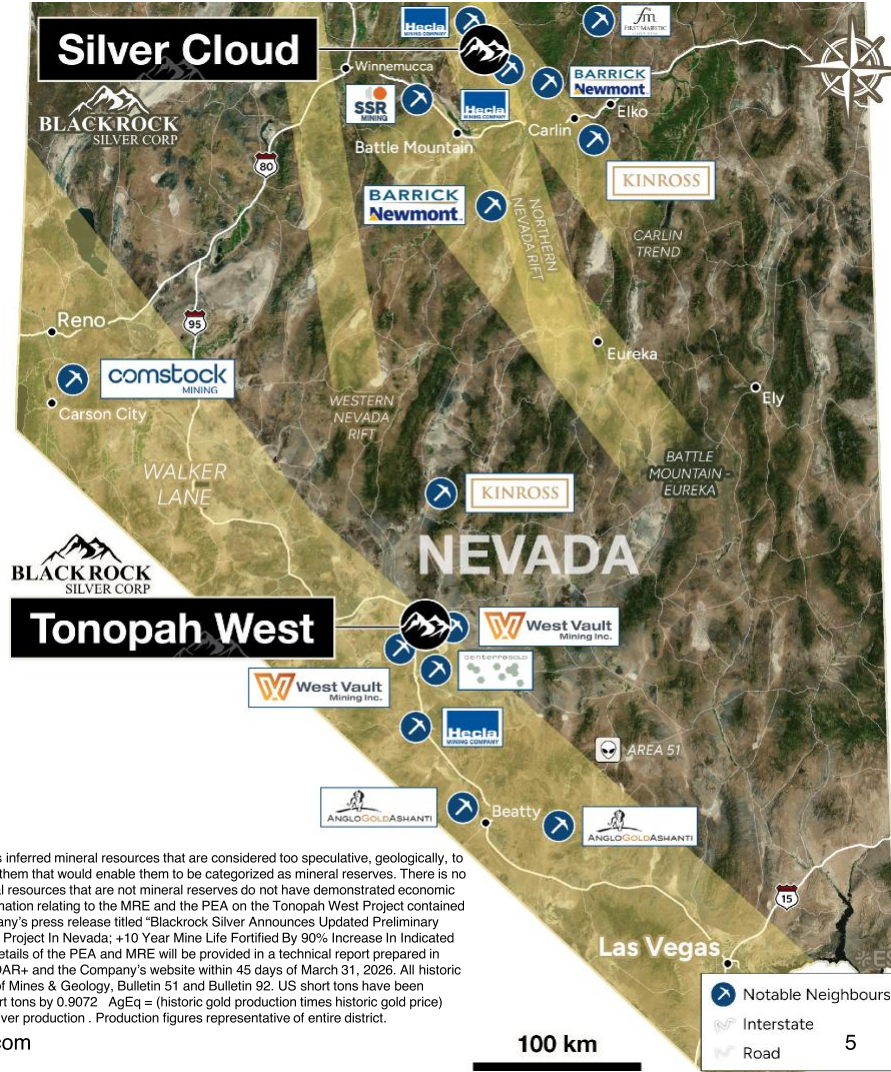 Hecla
MINING COMPANY
fm
FIRST MAJESTIC
Silver Cloud
Winnemucca
BARRICK
Newmont
BLACKROCK
SILVER CORP
SSR
MINING
Hecla
MINING COMPANY
Elko
Carlin
Battle Mountain
80
KINROSS
BARRICK
Newmont
NORTHERN
NEVADA RIFT
CARLIN
TREND
Reno
95
Eureka
comstock
MINING
Carson City
Ely
WESTERN
NEVADA
RIFT
WALKER
LANE
BATTLE
MOUNTAIN -
EUREKA
KINROSS
NEVADA
BLACKROCK
SILVER CORP
Tonopah West
West Vault
Mining Inc.
centerragold
West Vault
Mining Inc.
Hecla
MINING COMPANY
AREA 51
ANGLOGOLDASHANTI
Beatty
ANGLOGOLDASHANTI
s inferred mineral resources that are considered too speculative, geologically, to
them that would enable them to be categorized as mineral reserves. There is no
l resources that are not mineral reserves do not have demonstrated economic
mation relating to the MRE and the PEA on the Tonopah West Project contained
any's press release titled “Blackrock Silver Announces Updated Preliminary
Project In Nevada; +10 Year Mine Life Fortified By 90% Increase In Indicated
etails of the PEA and MRE will be provided in a technical report prepared in
DAR+ and the Company's website within 45 days of March 31, 2026. All historic
of Mines & Geology, Bulletin 51 and Bulletin 92. US short tons have been
rt tons by 0.9072 AgEq = (historic gold production times historic gold price)
ver production . Production figures representative of entire district.
15
Las Vegas
ES
Notable Neighbours
Interstate
Road
com
100 km
5